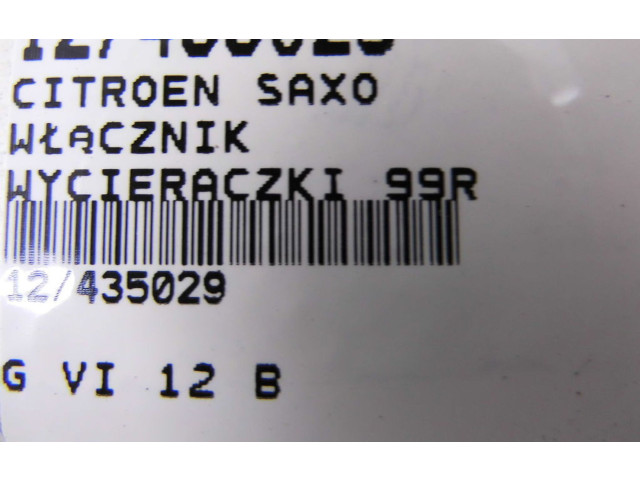 CITROEN SAXO
WŁĄCZNIK
WYCIERACZKI 99R
12/435029
G VI 12 B